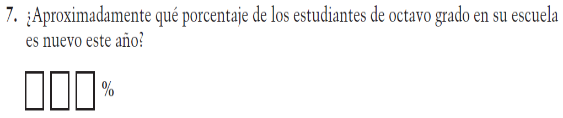 7. ¿Aproximadamente qué porcentaje de los estudiantes de octavo grado en su escuela
es nuevo este año?
%